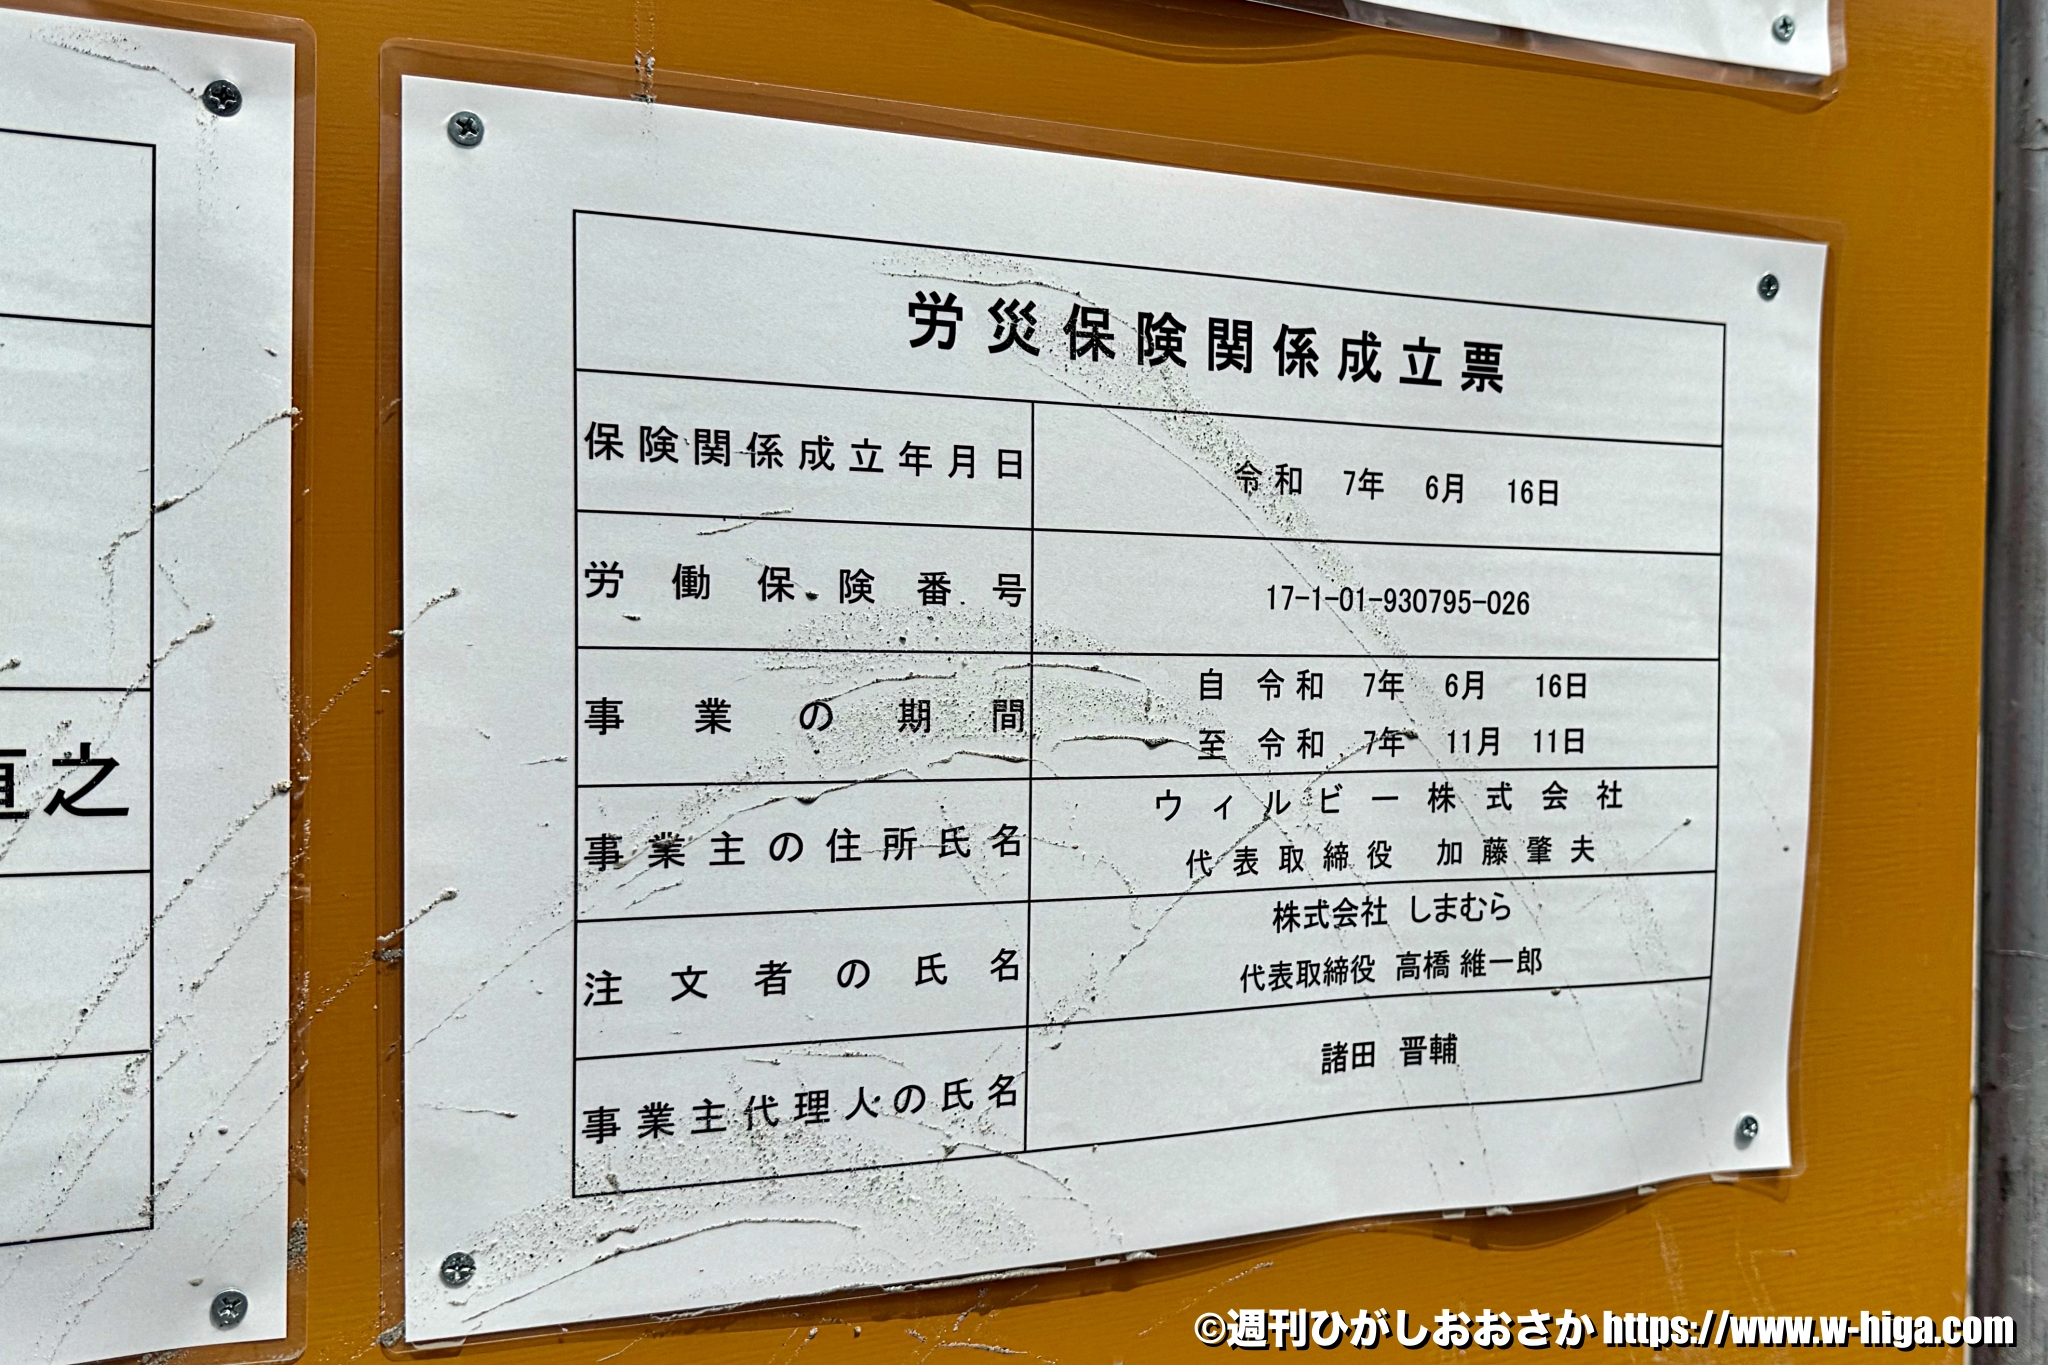 之
労災保険関係成立票
保険関係成立年月日 令和 7年 6月 16日
労働保険番号 17-1-01-930795-026
事業の期間 自 令和 7年 6月 16日
至 令和 7年 11月 11日
事業主の住所氏名 ウィルビー株式会社
代表取締役 加藤肇夫
注文者の氏名 株式会社 しまむら
代表取締役 高橋 維一郎
事業主代理人の氏名 諸田 晋輔
©週刊ひがしおおさか https://www.w-higa.com